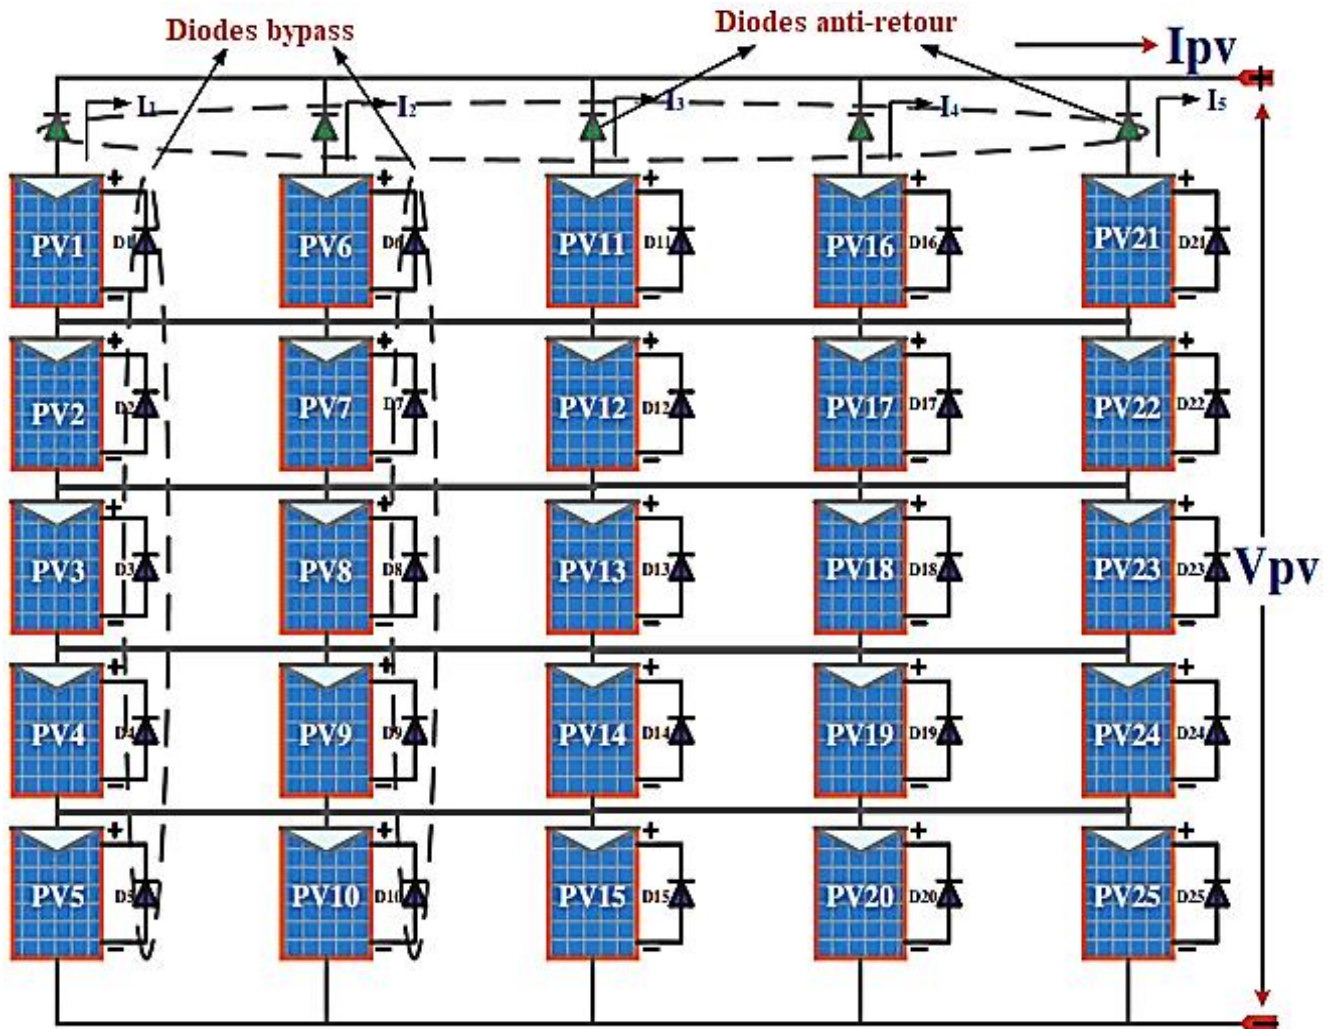 Diodes bypass
Diodes anti-retour
Ipv
+
I1 I2 I3 I4 I5
+ + + + +
PV1 D1 PV6 D6 PV11 D11 PV16 D16 PV21 D21
− − − − −
+ + + + +
PV2 D2 PV7 D7 PV12 D12 PV17 D17 PV22 D22
− − − − −
+ + + + +
PV3 D3 PV8 D8 PV13 D13 PV18 D18 PV23 D23
Vpv
− − − − −
+ + + + +
PV4 D4 PV9 D9 PV14 D14 PV19 D19 PV24 D24
− − − − −
+ + + + +
PV5 D5 PV10 D10 PV15 D15 PV20 D20 PV25 D25
− − − − −
−